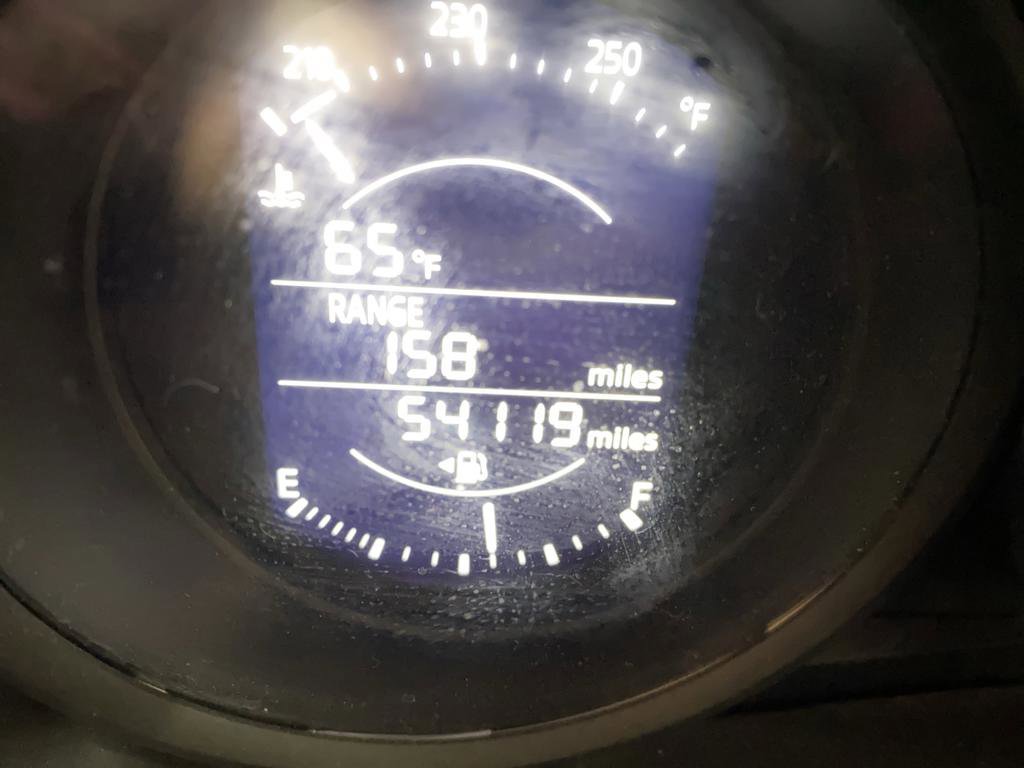 210 230 250 °F
65 °F
RANGE
158 miles
54119 miles
E F